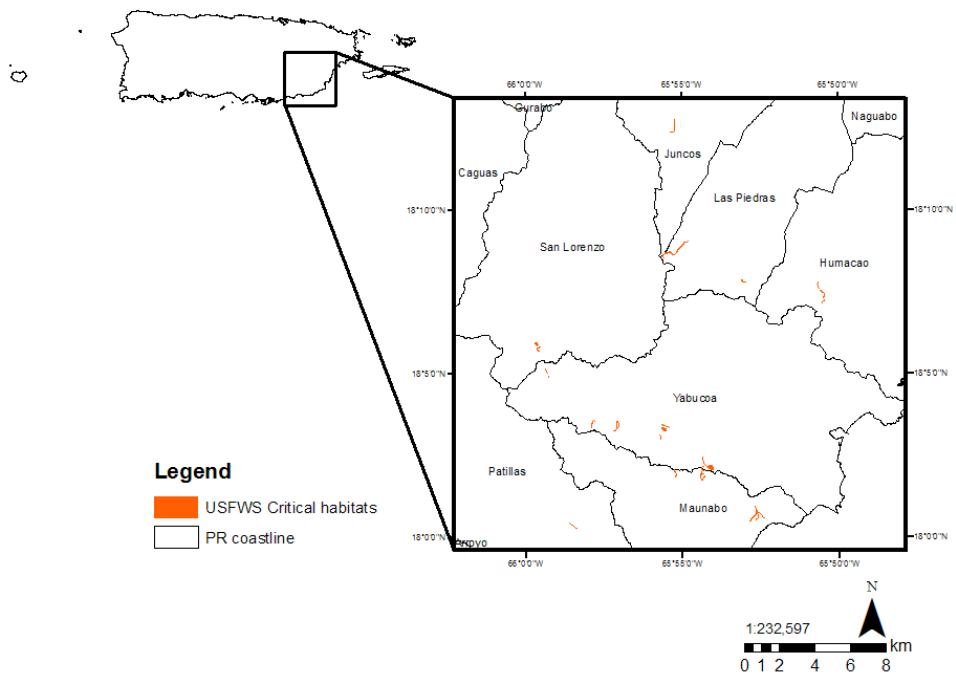 66°0'0"W 65°55'0"W 65°50'0"W
Gurabo
Naguabo
Juncos
Caguas
Las Piedras
18°10'0"N 18°10'0"N
San Lorenzo
Humacao
18°5'0"N 18°5'0"N
Yabucoa
Legend
Patillas
USFWS Critical habitats
Maunabo
PR coastline
18°0'0"N 18°0'0"N
Arroyo
66°0'0"W 65°55'0"W 65°50'0"W
N
1:232,597
km
0 1 2 4 6 8